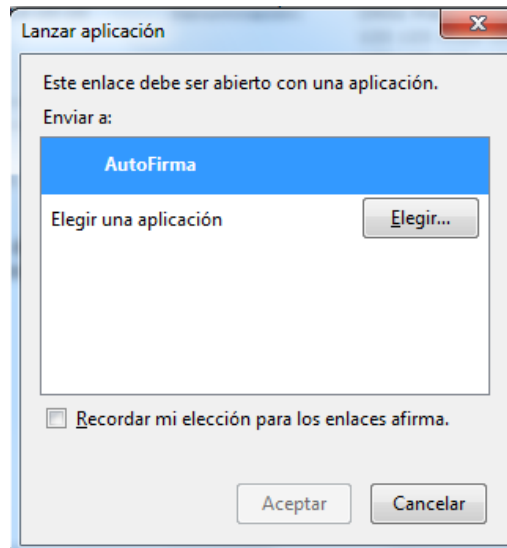 Lanzar aplicación
Este enlace debe ser abierto con una aplicación.
Enviar a:
AutoFirma
Elegir una aplicación
Elegir...
Recordar mi elección para los enlaces afirma.
Aceptar
Cancelar